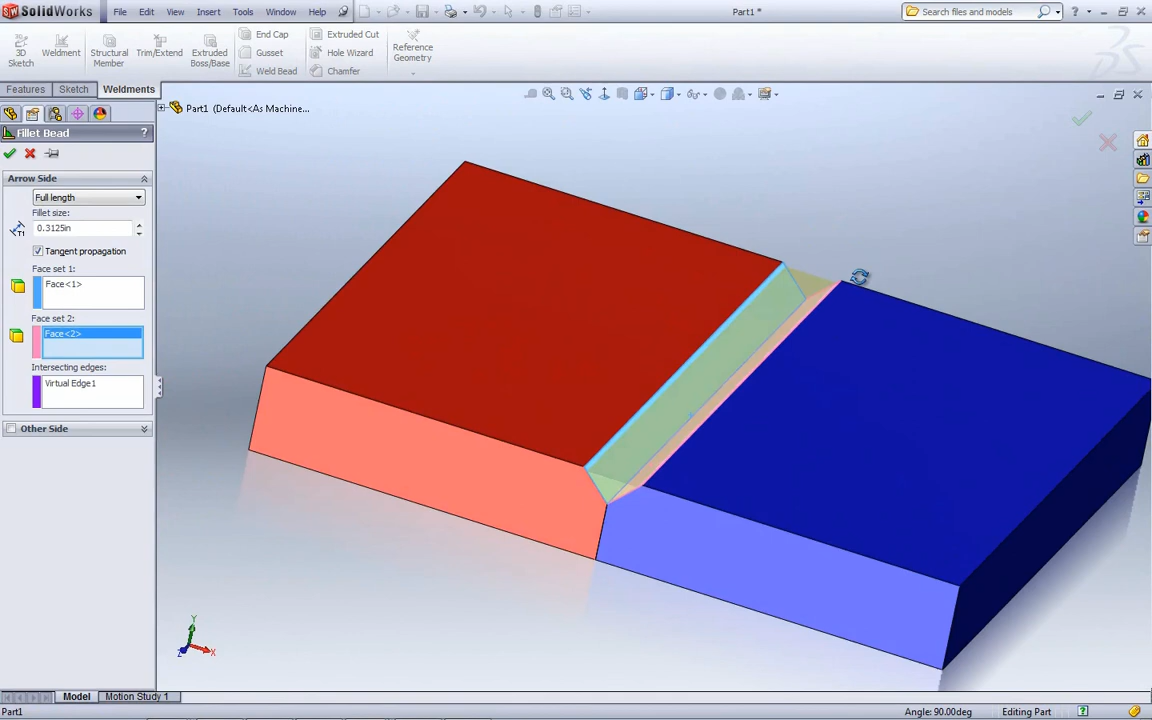 SolidWorks File Edit View Insert Tools Window Help Part1 * Search files and models ?
3D Sketch
Weldment
Structural Member
Trim/Extend
Extruded Boss/Base
End Cap
Gusset
Weld Bead
Extruded Cut
Hole Wizard
Chamfer
Reference Geometry
Features Sketch Weldments
Part1 (Default<As Machine...
Fillet Bead ?
Arrow Side
Full length
Fillet size:
0.3125in
Tangent propagation
Face set 1:
Face<1>
Face set 2:
Face<2>
Intersecting edges:
Virtual Edge1
Other Side
Y
Z X
Model Motion Study 1
Part1 Angle: 90.00deg Editing Part ?